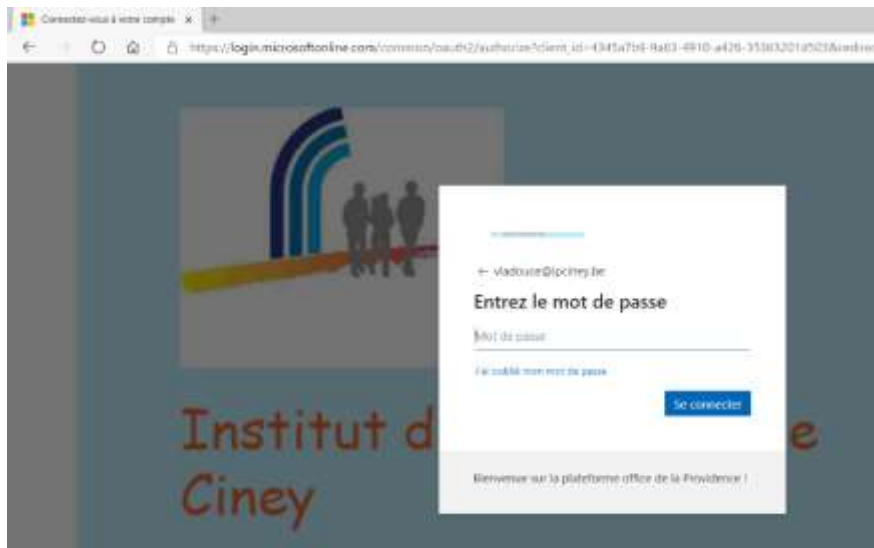 Connectez-vous à votre compte
https://login.microsoftonline.com/common/oauth2/authorize?client_id=
vladouce@ipciney.be
Entrez le mot de passe
Mot de passe
J'ai oublié mon mot de passe
Se connecter
Institut d e
Ciney
Bienvenue sur la plateforme office de la Providence !